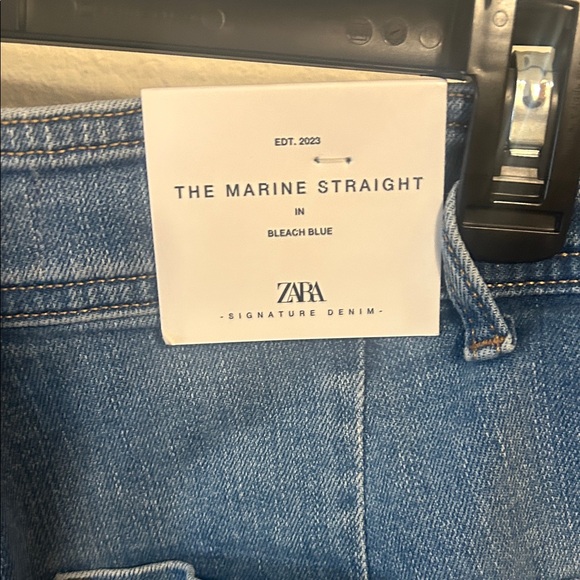 EDT. 2023
THE MARINE STRAIGHT
IN
BLEACH BLUE
ZARA
- SIGNATURE DENIM -